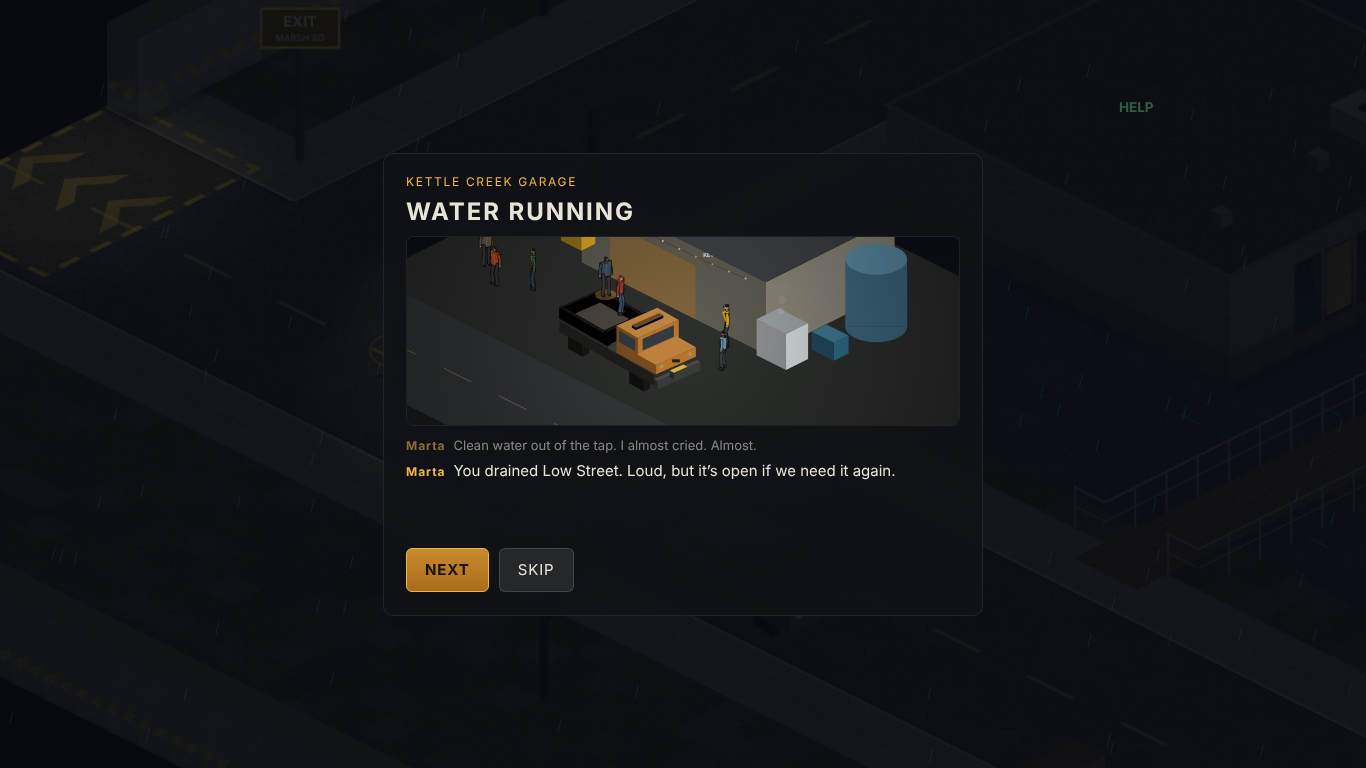 EXIT
MARSH RD
HELP
KETTLE CREEK GARAGE
WATER RUNNING
Marta Clean water out of the tap. I almost cried. Almost.
Marta You drained Low Street. Loud, but it’s open if we need it again.
NEXT SKIP